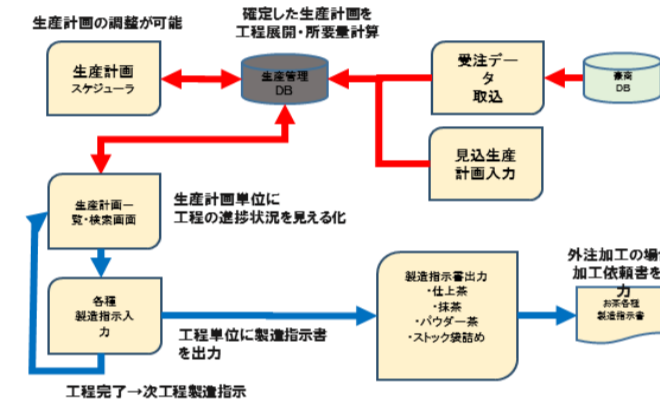 生産計画の調整が可能
確定した生産計画を
工程展開・所要量計算
生産計画
スケジューラ
生産管理
DB
受注デー
タ
取込
豪商
DB
見込生産
計画入力
生産計画一
覧・検索画面
生産計画単位に
工程の進捗状況を見える化
各種
製造指示入
力
工程単位に製造指示書
を出力
製造指示書出力
・仕上茶
・抹茶
・パウダー茶
・ストック袋詰め
外注加工の場合
加工依頼書を
力
お茶各種
製造指示書
工程完了→次工程製造指示